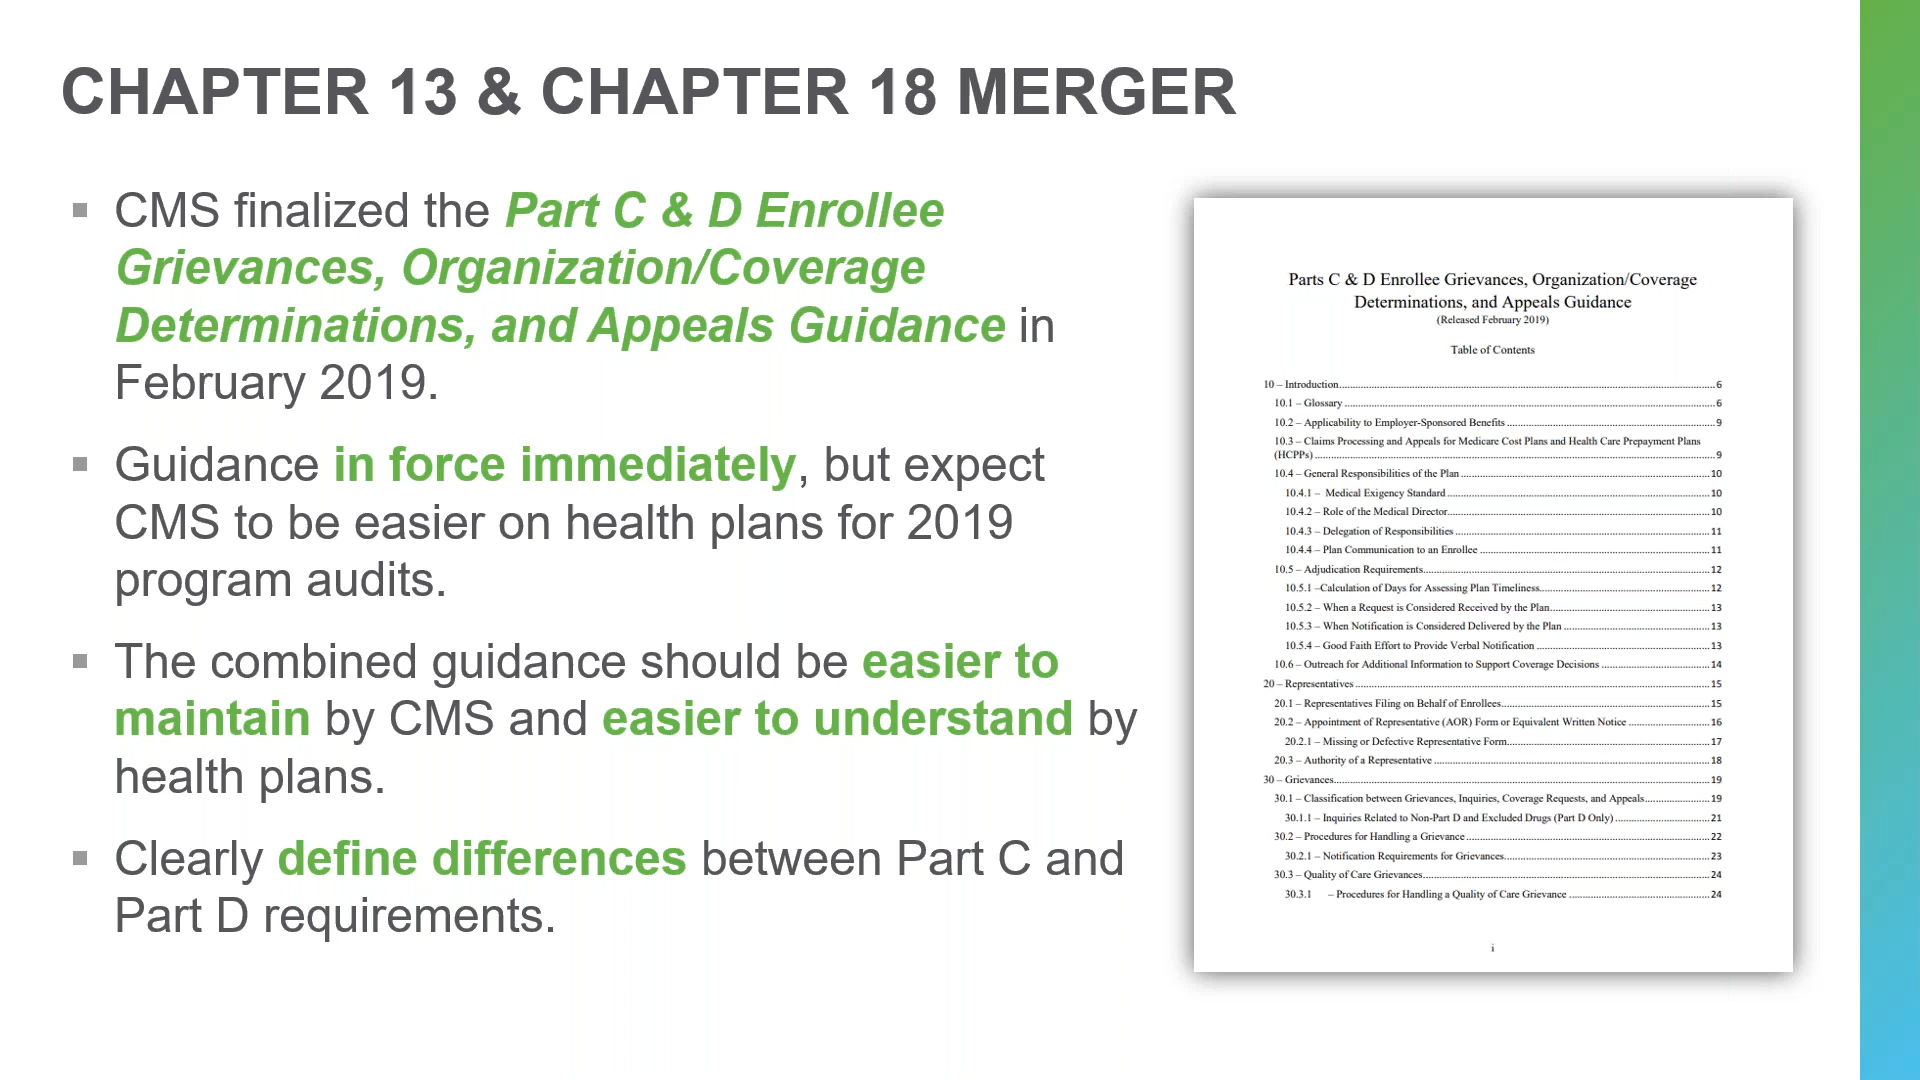 CHAPTER 13 & CHAPTER 18 MERGER
▪ CMS finalized the Part C & D Enrollee
Grievances, Organization/Coverage
Determinations, and Appeals Guidance in
February 2019.
▪ Guidance in force immediately, but expect
CMS to be easier on health plans for 2019
program audits.
▪ The combined guidance should be easier to
maintain by CMS and easier to understand by
health plans.
▪ Clearly define differences between Part C and
Part D requirements.
Parts C & D Enrollee Grievances, Organization/Coverage
Determinations, and Appeals Guidance
(Released February 2019)
Table of Contents
10 – Introduction 6
10.1 – Glossary 6
10.2 – Applicability to Employer-Sponsored Benefits 9
10.3 – Claims Processing and Appeals for Medicare Cost Plans and Health Care Prepayment Plans
(HCPPs) 9
10.4 – General Responsibilities of the Plan 10
10.4.1 – Medical Exigency Standard 10
10.4.2 – Role of the Medical Director 10
10.4.3 – Delegation of Responsibilities 11
10.4.4 – Plan Communication to an Enrollee 11
10.5 – Adjudication Requirements 12
10.5.1 –Calculation of Days for Assessing Plan Timeliness 12
10.5.2 – When a Request is Considered Received by the Plan 13
10.5.3 – When Notification is Considered Delivered by the Plan 13
10.5.4 – Good Faith Effort to Provide Verbal Notification 13
10.6 – Outreach for Additional Information to Support Coverage Decisions 14
20 – Representatives 15
20.1 – Representatives Filing on Behalf of Enrollees 15
20.2 – Appointment of Representative (AOR) Form or Equivalent Written Notice 16
20.2.1 – Missing or Defective Representative Form 17
20.3 – Authority of a Representative 18
30 – Grievances 19
30.1 – Classification between Grievances, Inquiries, Coverage Requests, and Appeals 19
30.1.1 – Inquiries Related to Non-Part D and Excluded Drugs (Part D Only) 21
30.2 – Procedures for Handling a Grievance 22
30.2.1 – Notification Requirements for Grievances 23
30.3 – Quality of Care Grievances 24
30.3.1 – Procedures for Handling a Quality of Care Grievance 24
i